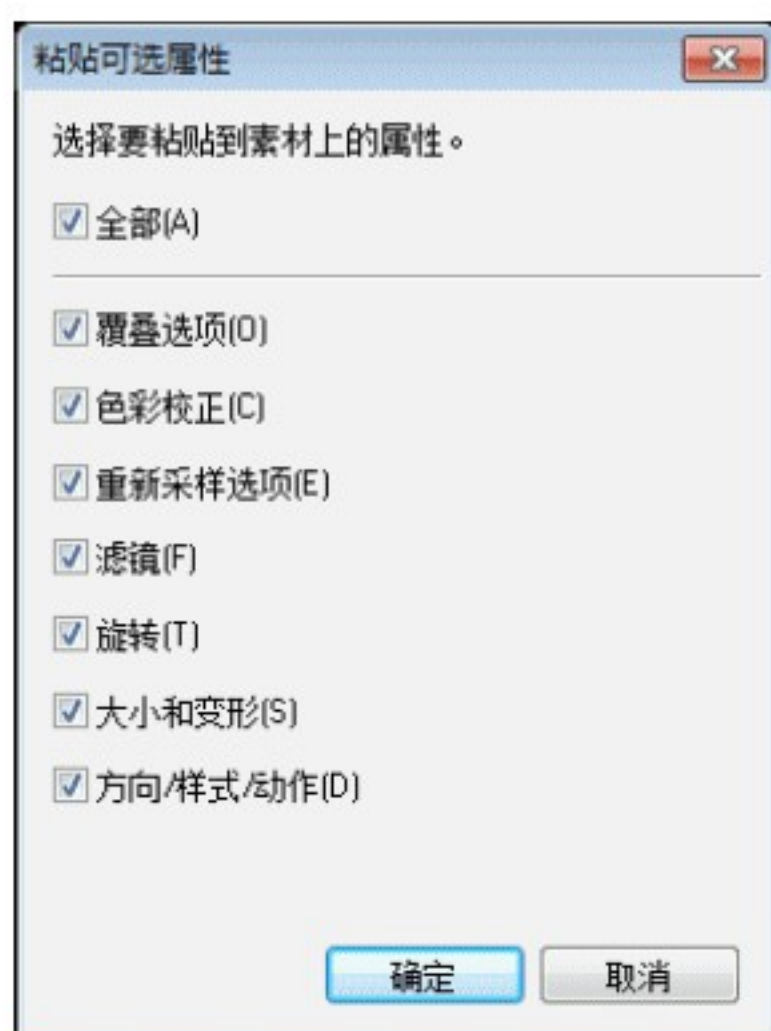 粘贴可选属性
选择要粘贴到素材上的属性。
全部(A)
覆叠选项(O)
色彩校正(C)
重新采样选项(E)
滤镜(F)
旋转(T)
大小和变形(S)
方向/样式/动作(D)
确定 取消